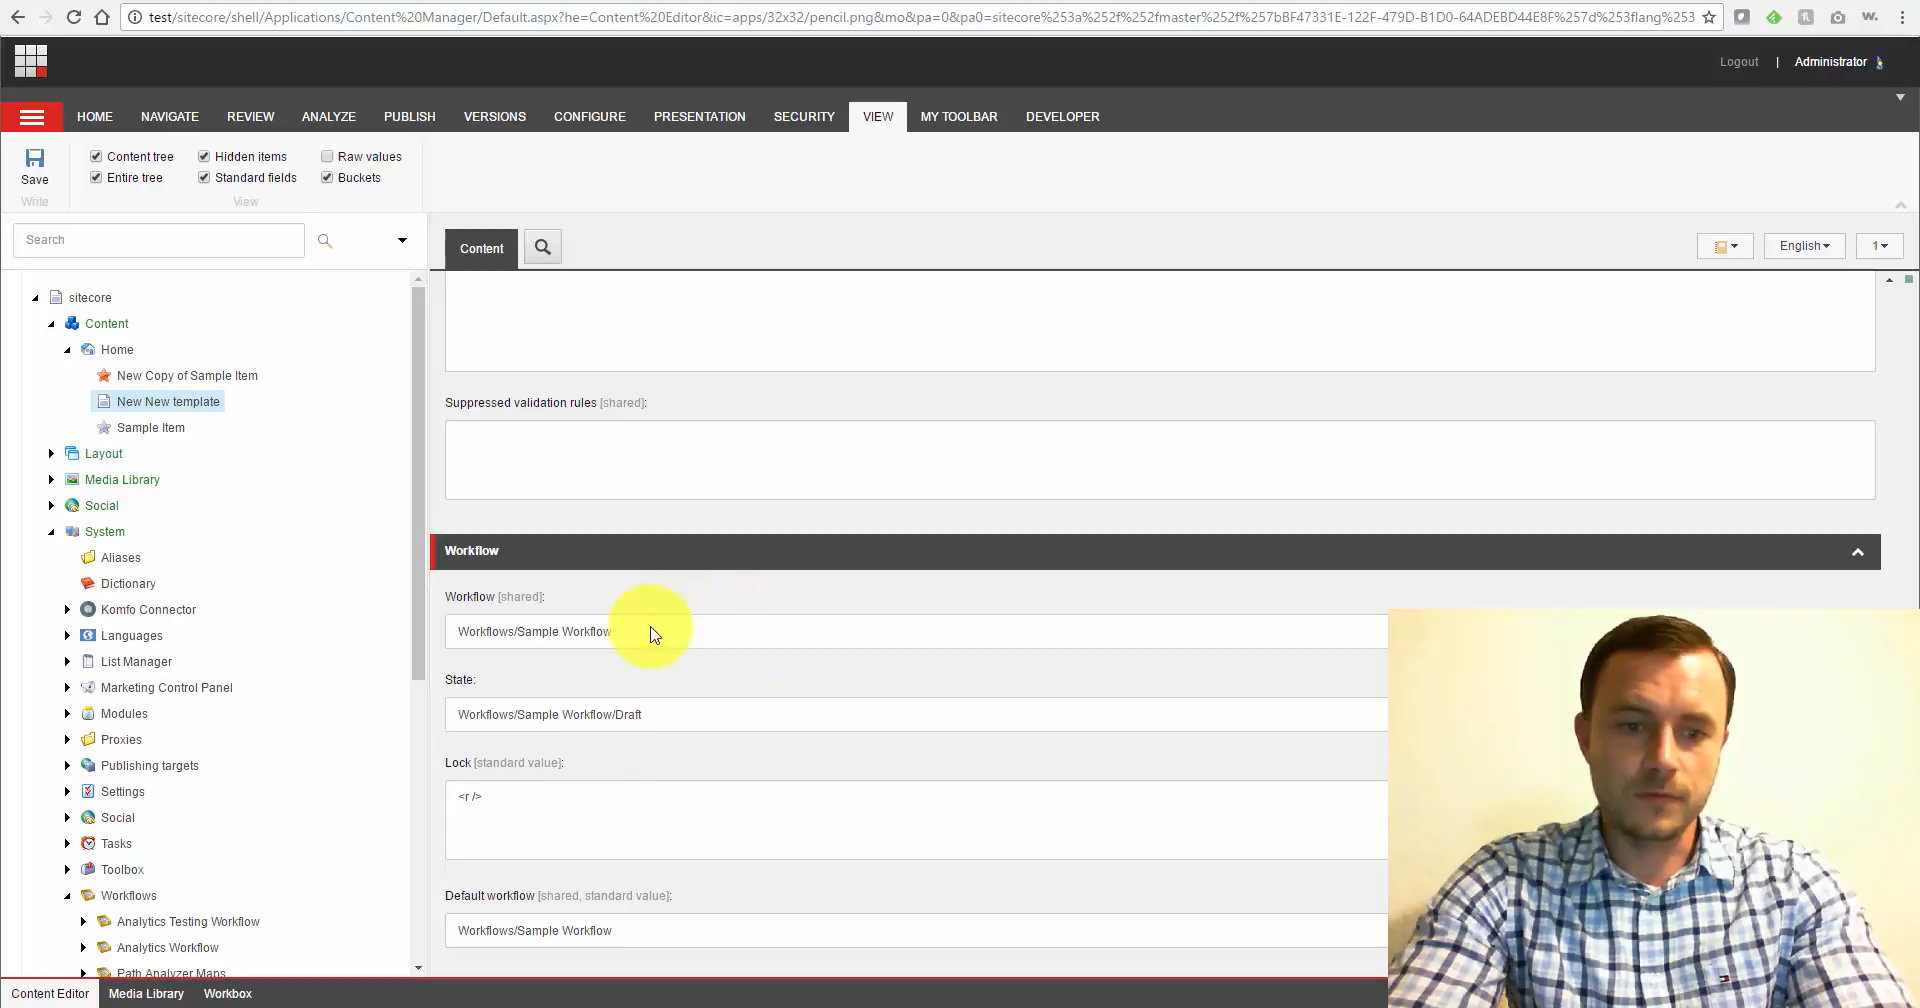 test/sitecore/shell/Applications/Content%20Manager/Default.aspx?he=Content%20Editor&ic=apps/32x32/pencil.png&mo&pa=0&pa0=sitecore%253a%252f%252fmaster%252f%257bBF47331E-122F-479D-B1D0-64ADEBD44E8F%257d%253flang%253
Logout | Administrator
HOME NAVIGATE REVIEW ANALYZE PUBLISH VERSIONS CONFIGURE PRESENTATION SECURITY VIEW MY TOOLBAR DEVELOPER
Save
Write
Content tree Hidden items Raw values
Entire tree Standard fields Buckets
View
Search
Content
English
1
sitecore
Content
Home
New Copy of Sample Item
New New template
Sample Item
Layout
Media Library
Social
System
Aliases
Dictionary
Komfo Connector
Languages
List Manager
Marketing Control Panel
Modules
Proxies
Publishing targets
Settings
Social
Tasks
Toolbox
Workflows
Analytics Testing Workflow
Analytics Workflow
Path Analyzer Maps
Suppressed validation rules [shared]:
Workflow
Workflow [shared]:
Workflows/Sample Workflow
State:
Workflows/Sample Workflow/Draft
Lock [standard value]:
<r />
Default workflow [shared, standard value]:
Workflows/Sample Workflow
Content Editor Media Library Workbox